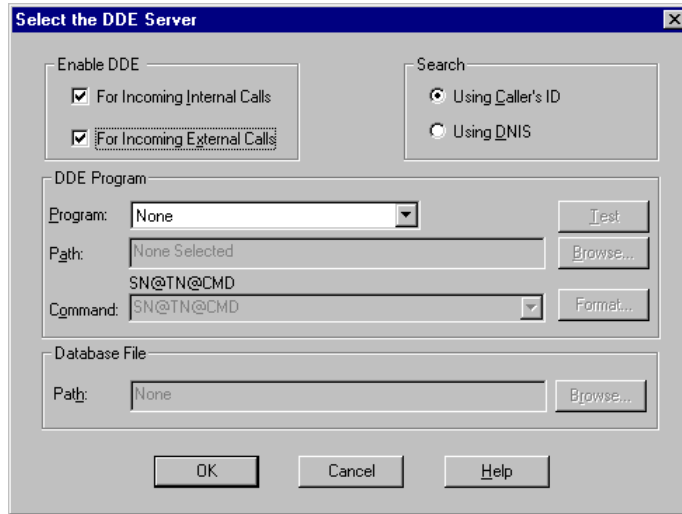 Select the DDE Server
Enable DDE
For Incoming Internal Calls
For Incoming External Calls
Search
Using Caller's ID
Using DNIS
DDE Program
Program: None Test
Path: None Selected Browse...
SN@TN@CMD
Command: SN@TN@CMD Format...
Database File
Path: None Browse...
OK Cancel Help